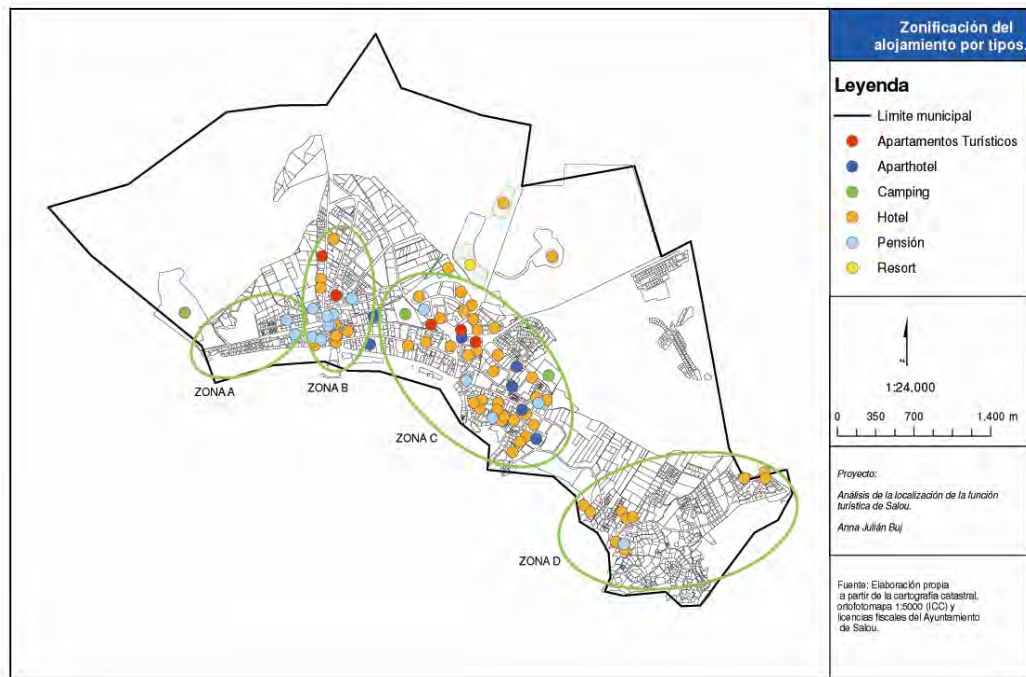 Zonificación del
alojamiento por tipos.
Leyenda
Límite municipal
Apartamentos Turísticos
Aparthotel
Camping
Hotel
Pensión
Resort
ZONA A
ZONA B
ZONA C
ZONA D
N
1:24.000
0 350 700 1.400 m
Proyecto:
Análisis de la localización de la función
turística de Salou.
Anna Julián Buj
Fuente: Elaboración propia
a partir de la cartografía catastral,
ortofotomapa 1:5000 (ICC) y
licencias fiscales del Ayuntamiento
de Salou.